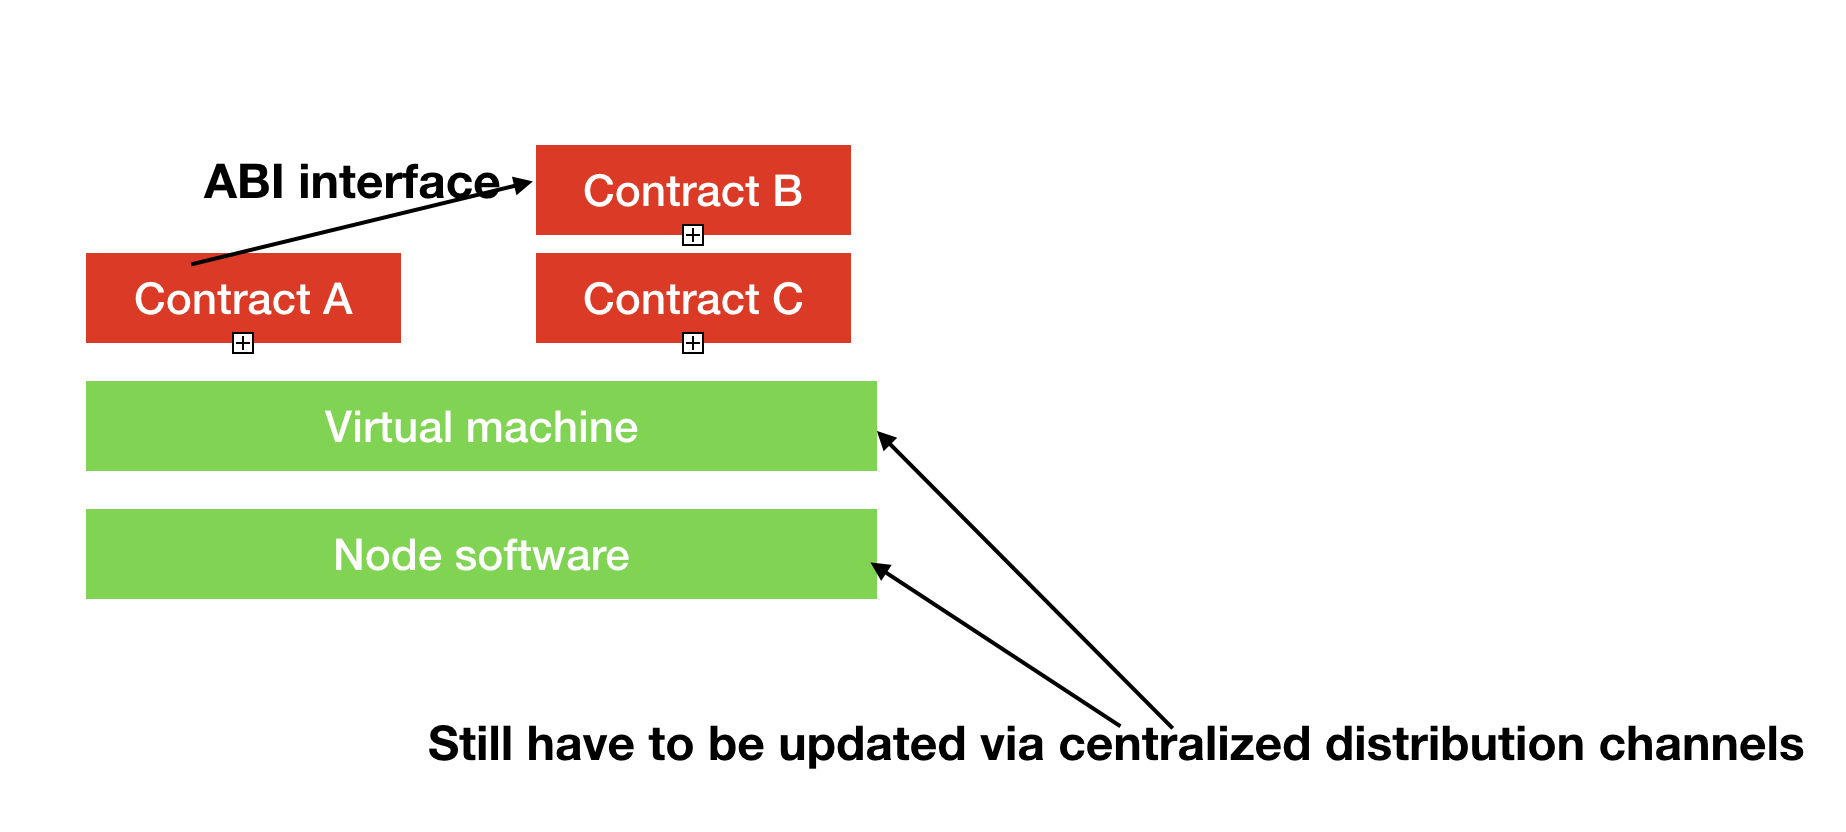 ABI interface
Contract B
Contract A
Contract C
Virtual machine
Node software
Still have to be updated via centralized distribution channels